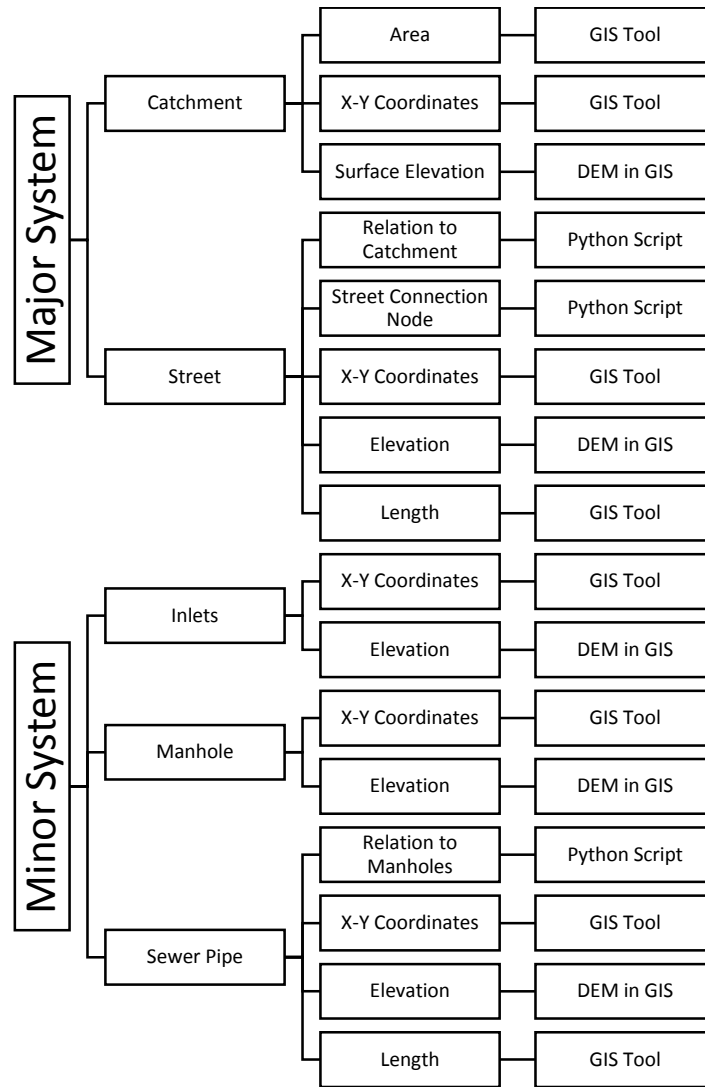 Major System
Catchment
Area
GIS Tool
X-Y Coordinates
GIS Tool
Surface Elevation
DEM in GIS
Street
Relation to
Catchment
Python Script
Street Connection
Node
Python Script
X-Y Coordinates
GIS Tool
Elevation
DEM in GIS
Length
GIS Tool
Minor System
Inlets
X-Y Coordinates
GIS Tool
Elevation
DEM in GIS
Manhole
X-Y Coordinates
GIS Tool
Elevation
DEM in GIS
Sewer Pipe
Relation to
Manholes
Python Script
X-Y Coordinates
GIS Tool
Elevation
DEM in GIS
Length
GIS Tool